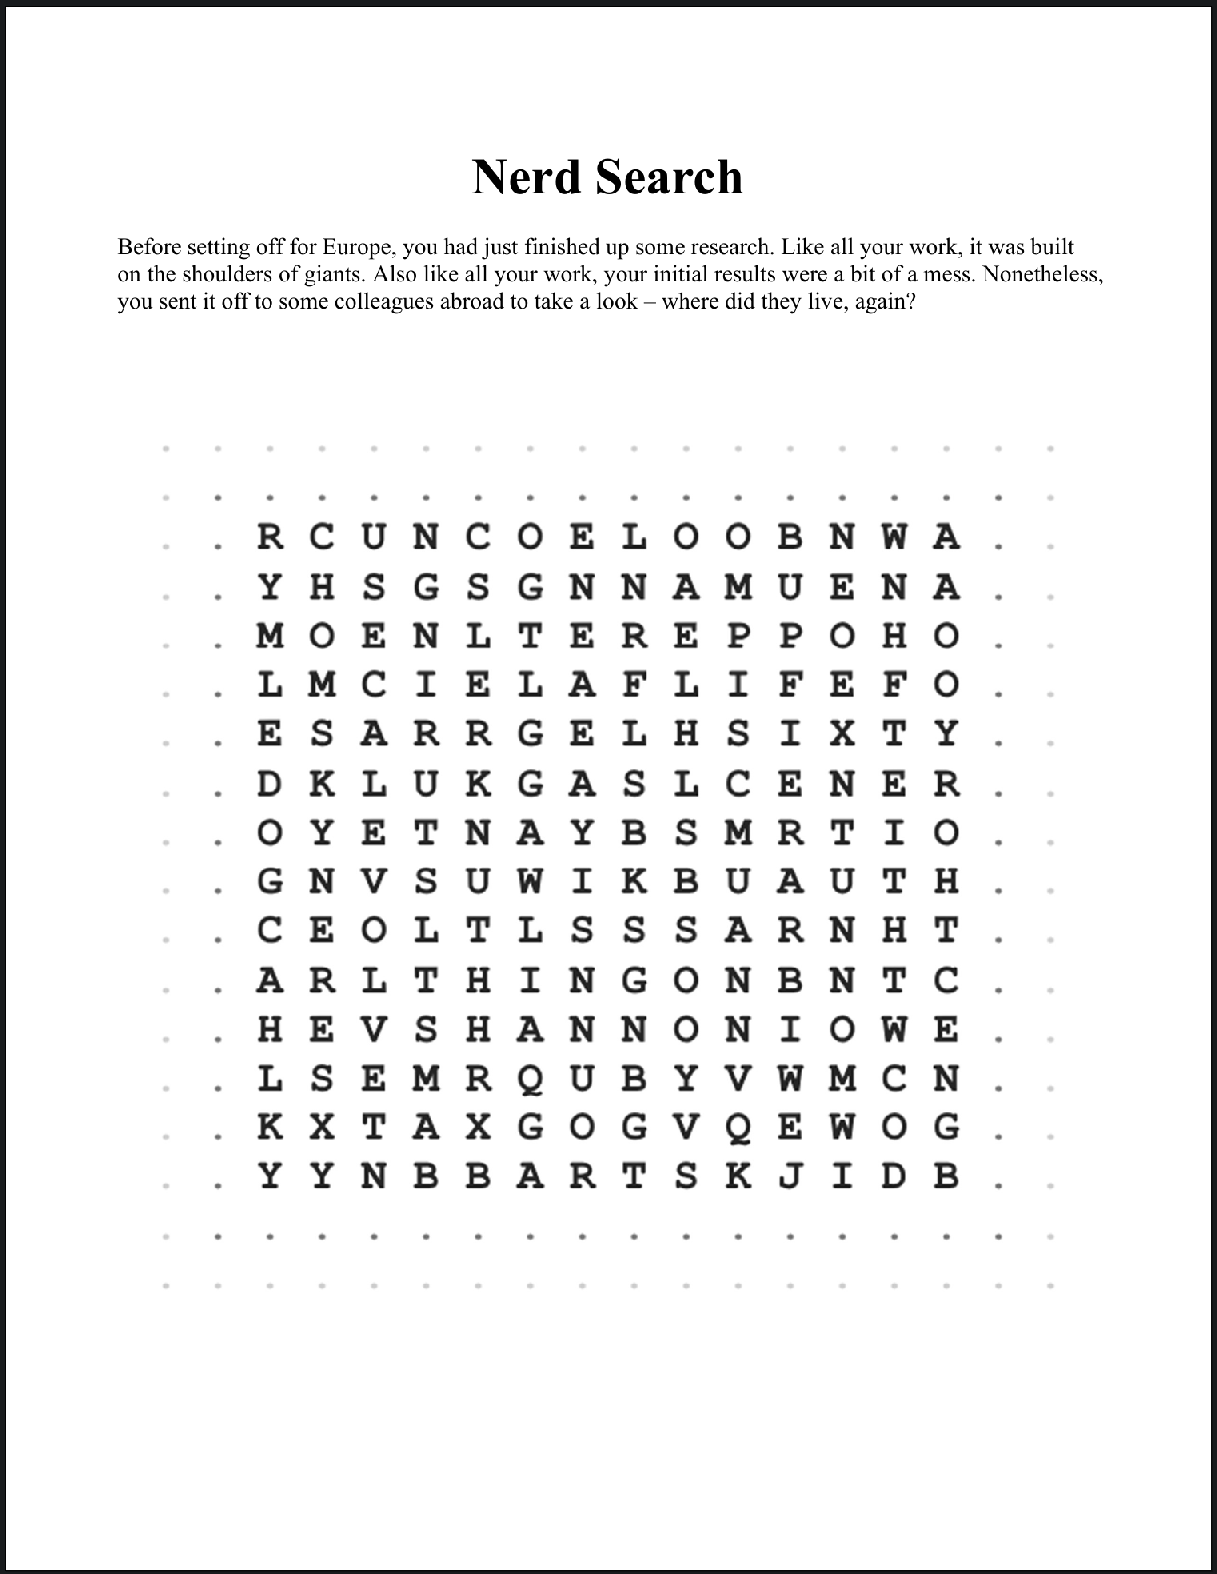 Nerd Search
Before setting off for Europe, you had just finished up some research. Like all your work, it was built
on the shoulders of giants. Also like all your work, your initial results were a bit of a mess. Nonetheless,
you sent it off to some colleagues abroad to take a look – where did they live, again?
. . . . . . . . . . . . . . . . . .
. . . . . . . . . . . . . . . . . .
. . R C U N C O E L O O B N W A . .
. . Y H S G S G N N A M U E N A . .
. . M O E N L T E R E P P O H O . .
. . L M C I E L A F L I F E F O . .
. . E S A R R G E L H S I X T Y . .
. . D K L U K G A S L C E N E R . .
. . O Y E T N A Y B S M R T I O . .
. . G N V S U W I K B U A U T H . .
. . C E O L T L S S S A R N H T . .
. . A R L T H I N G O N B N T C . .
. . H E V S H A N N O N I O W E . .
. . L S E M R Q U B Y V W M C N . .
. . K X T A X G O G V Q E W O G . .
. . Y Y N B B A R T S K J I D B . .
. . . . . . . . . . . . . . . . . .
. . . . . . . . . . . . . . . . . .